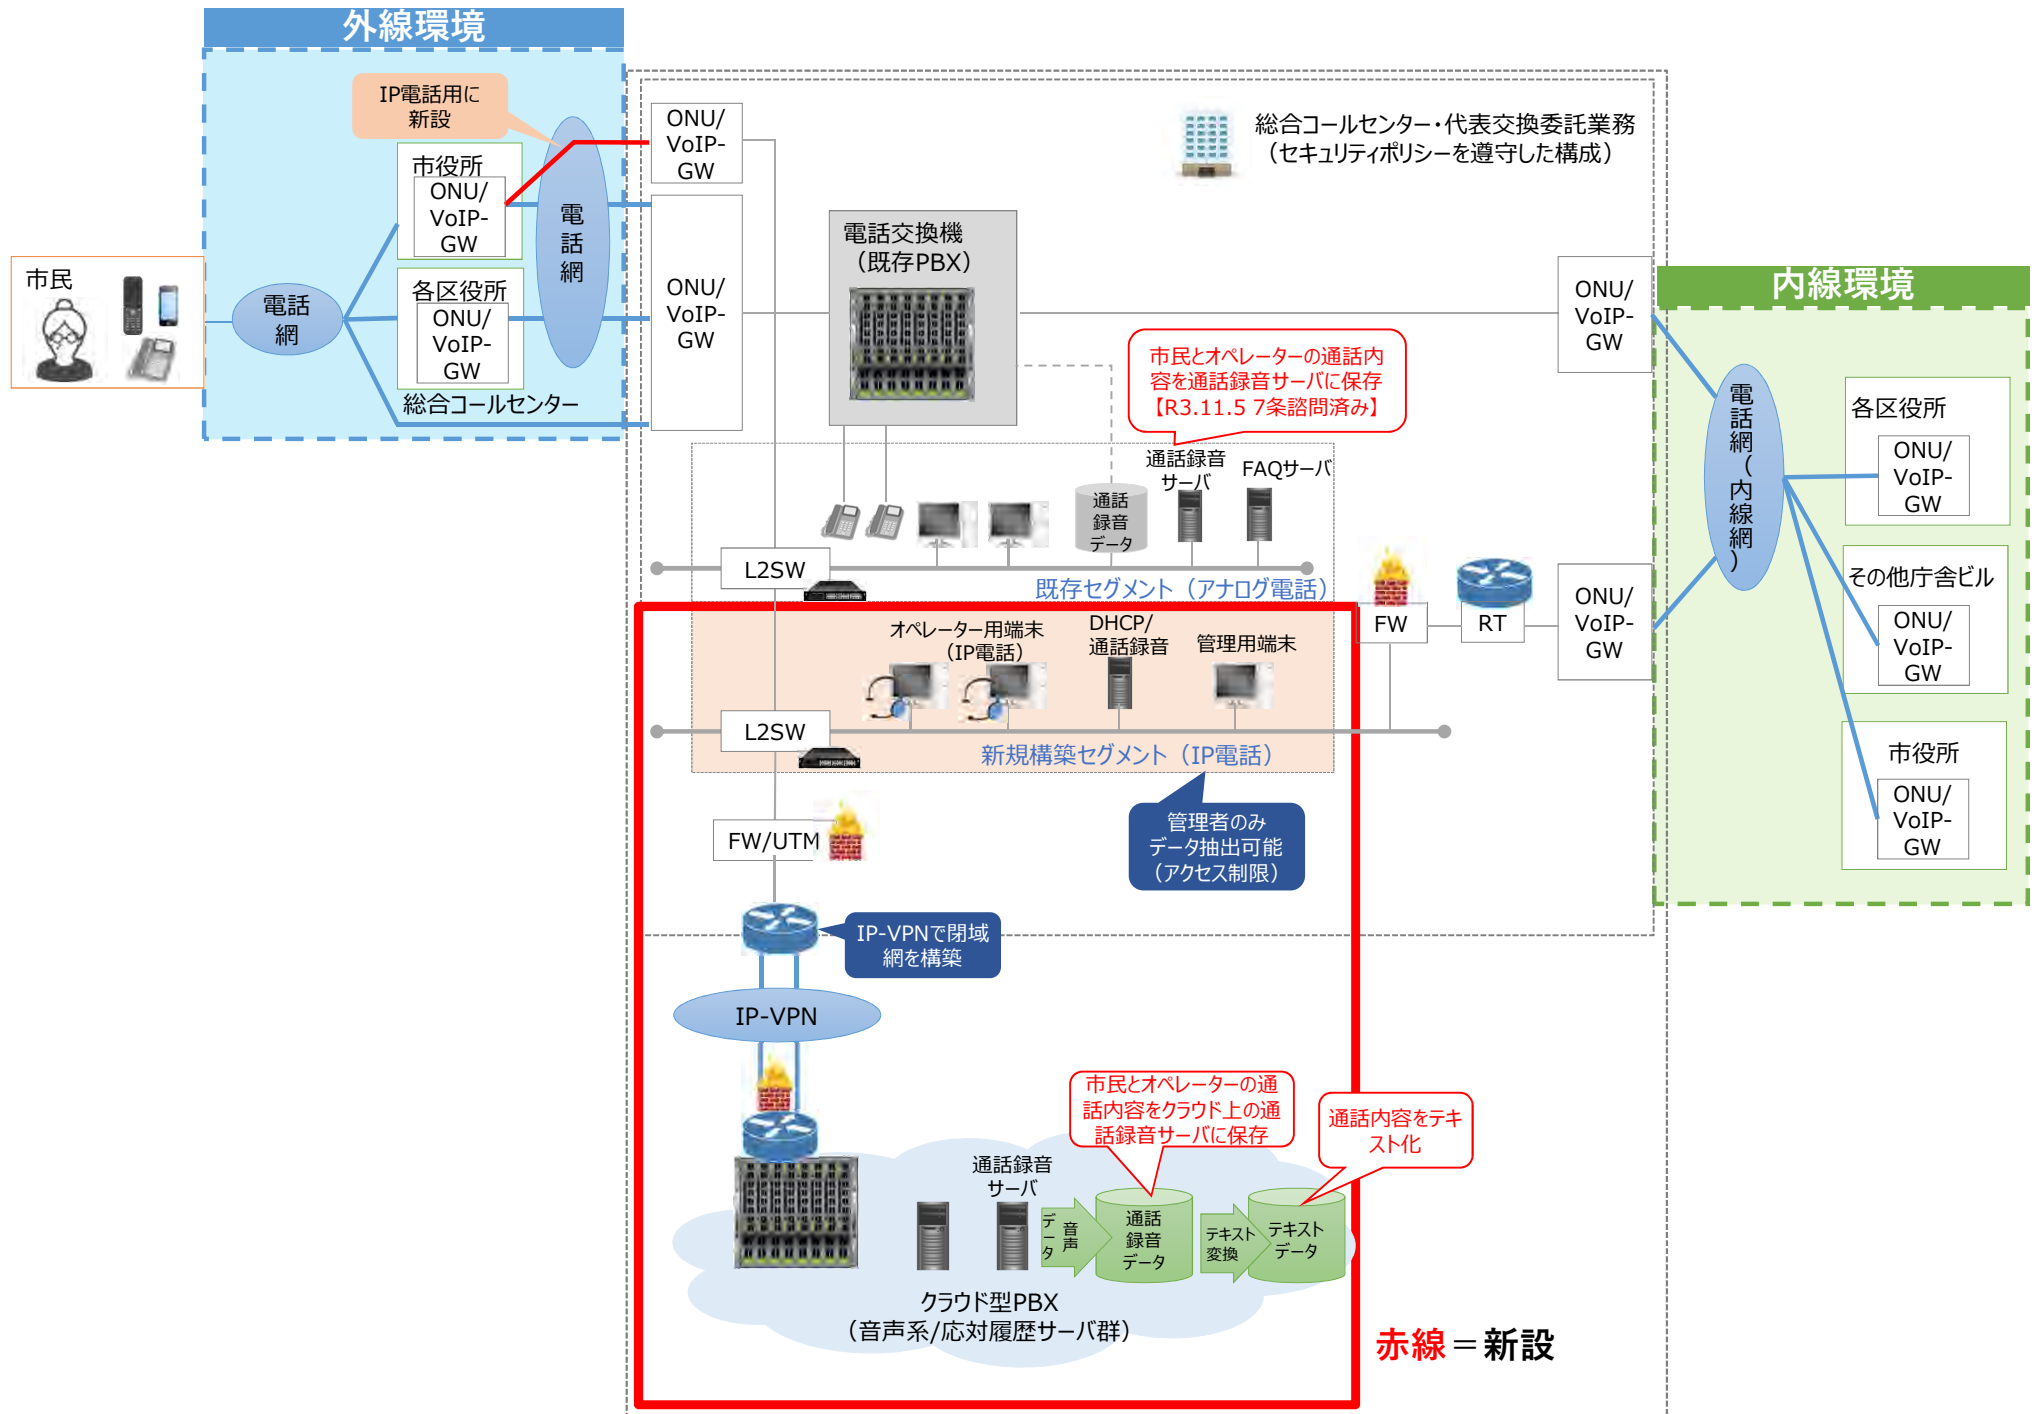 外線環境
IP電話用に
新設
市役所
ONU/
VoIP-
GW
電
話
網
市民
電話
網
各区役所
ONU/
VoIP-
GW
総合コールセンター
ONU/
VoIP-
GW
ONU/
VoIP-
GW
電話交換機
（既存PBX）
総合コールセンター・代表交換委託業務
（セキュリティポリシーを遵守した構成）
ONU/
VoIP-
GW
市民とオペレーターの通話内
容を通話録音サーバに保存
【R3.11.5 7条諮問済み】
通話録音
サーバ
FAQサーバ
通話
録音
データ
L2SW
既存セグメント（アナログ電話）
オペレーター用端末
（IP電話）
DHCP/
通話録音
管理用端末
L2SW
新規構築セグメント（IP電話）
FW
RT
ONU/
VoIP-
GW
内線環境
電
話
網
（
内
線
網
）
各区役所
ONU/
VoIP-
GW
その他庁舎ビル
ONU/
VoIP-
GW
市役所
ONU/
VoIP-
GW
FW/UTM
管理者のみ
データ抽出可能
（アクセス制限）
IP-VPNで閉域
網を構築
IP-VPN
市民とオペレーターの通
話内容をクラウド上の通
話録音サーバに保存
通話内容をテキ
スト化
通話録音
サーバ
音声
データ
通話
録音
データ
テキスト
変換
テキスト
データ
クラウド型PBX
（音声系/応対履歴サーバ群）
赤線＝新設